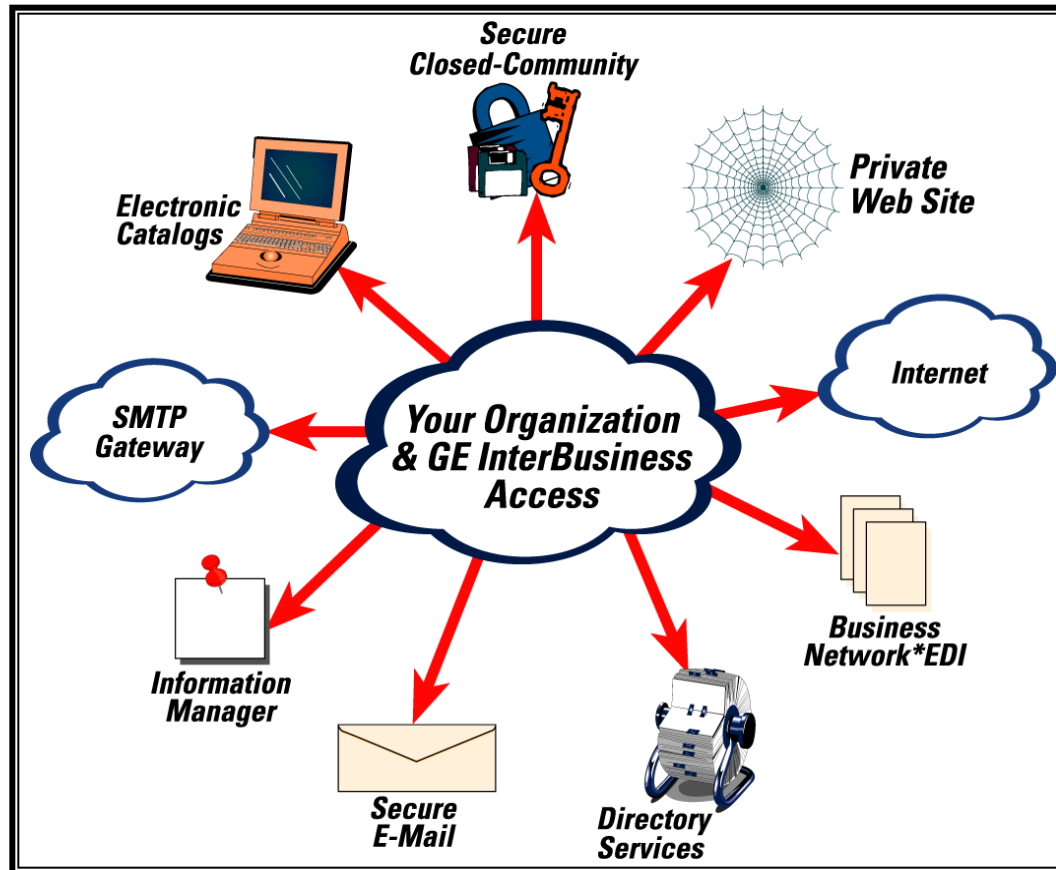 Secure
Closed-Community
Electronic
Catalogs
Private
Web Site
SMTP
Gateway
Your Organization
& GE InterBusiness
Access
Internet
Information
Manager
Business
Network*EDI
Secure
E-Mail
Directory
Services